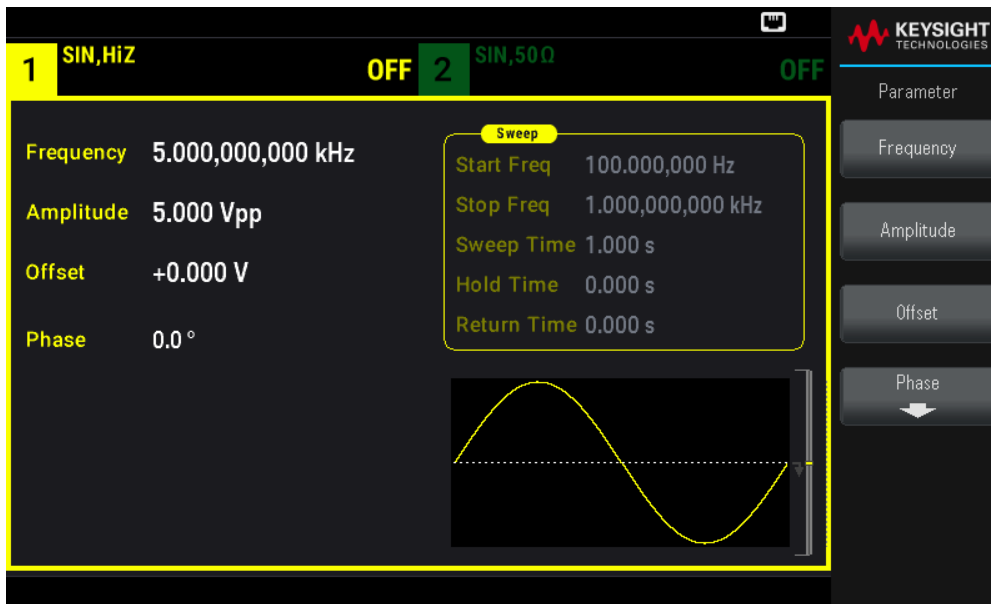 KEYSIGHT
TECHNOLOGIES
1 SIN,HiZ OFF 2 SIN,50Ω OFF
Parameter
Frequency 5.000,000,000 kHz
Amplitude 5.000 Vpp
Offset +0.000 V
Phase 0.0 °
Sweep
Start Freq 100.000,000 Hz
Stop Freq 1.000,000,000 kHz
Sweep Time 1.000 s
Hold Time 0.000 s
Return Time 0.000 s
Frequency
Amplitude
Offset
Phase